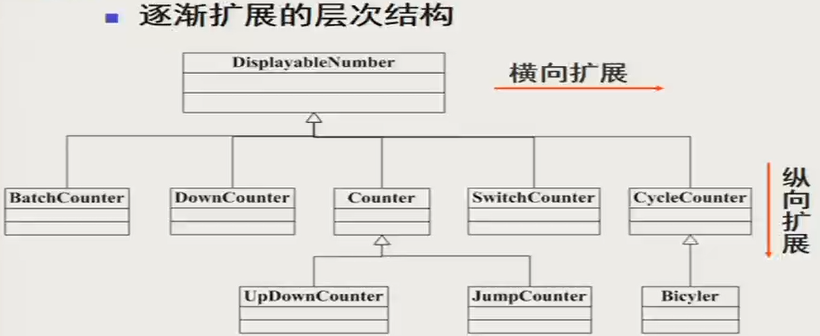 逐渐扩展的层次结构
DisplayableNumber
横向扩展
BatchCounter
DownCounter
Counter
SwitchCounter
CycleCounter
纵向扩展
UpDownCounter
JumpCounter
Bicyler